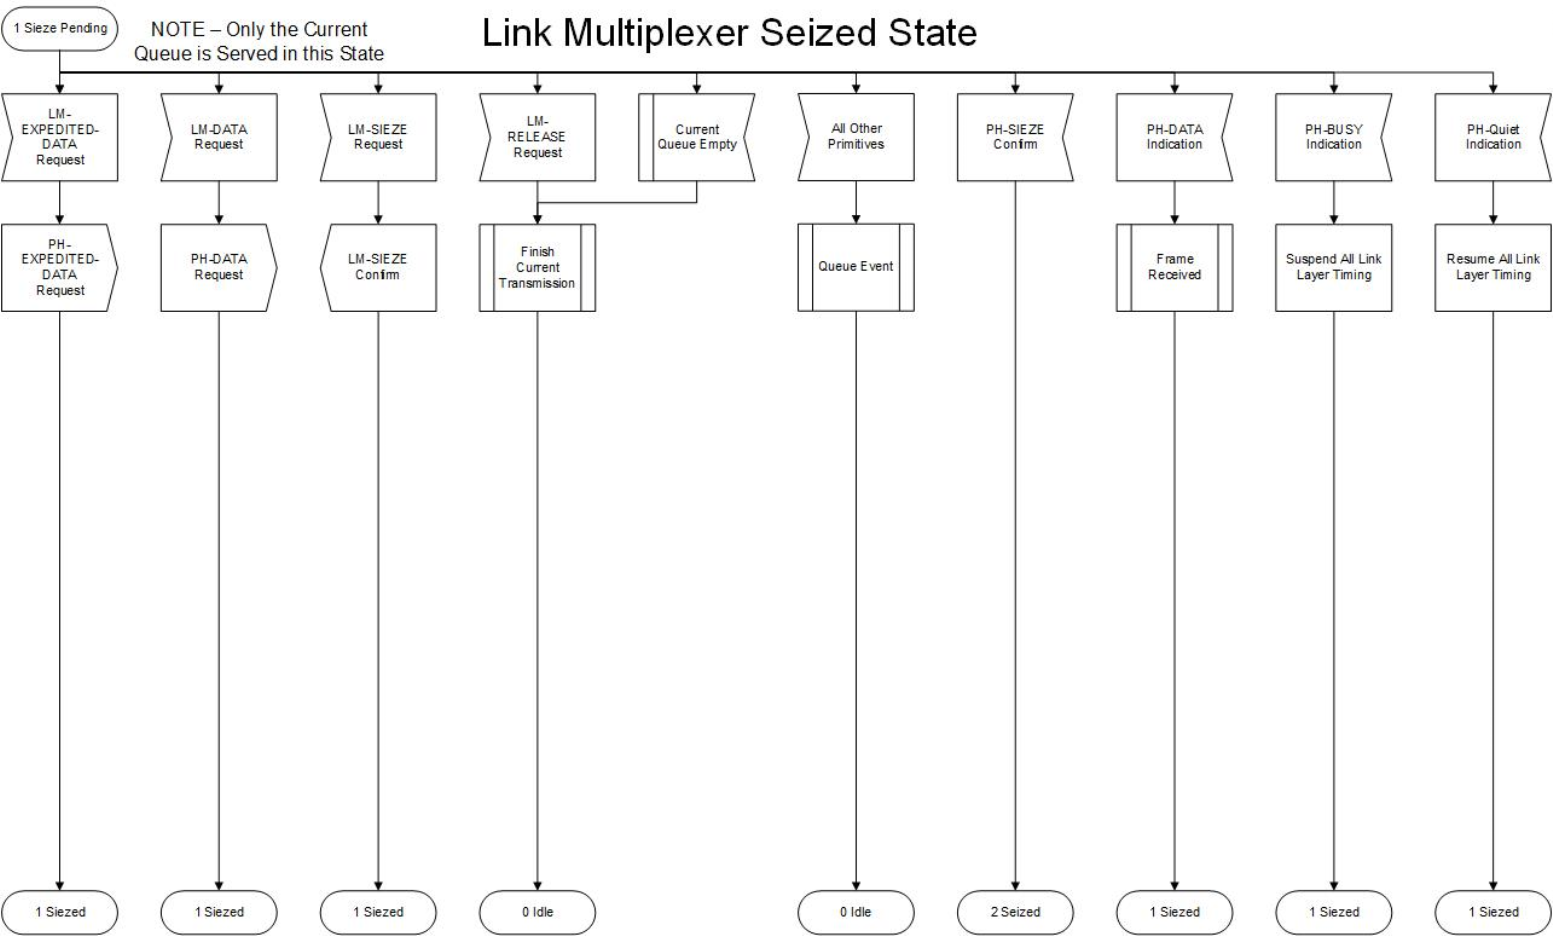 1 Sieze Pending
NOTE – Only the Current
Queue is Served in this State
Link Multiplexer Seized State
LM-
EXPEDITED-
DATA
Request
LM-DATA
Request
LM-SIEZE
Request
LM-
RELEASE
Request
Current
Queue Empty
All Other
Primitives
PH-SIEZE
Confirm
PH-DATA
Indication
PH-BUSY
Indication
PH-Quiet
Indication
PH-
EXPEDITED-
DATA
Request
PH-DATA
Request
LM-SIEZE
Confirm
Finish
Current
Transmission
Queue Event
Frame
Received
Suspend All Link
Layer Timing
Resume All Link
Layer Timing
1 Siezed
1 Siezed
1 Siezed
0 Idle
0 Idle
2 Seized
1 Siezed
1 Siezed
1 Siezed